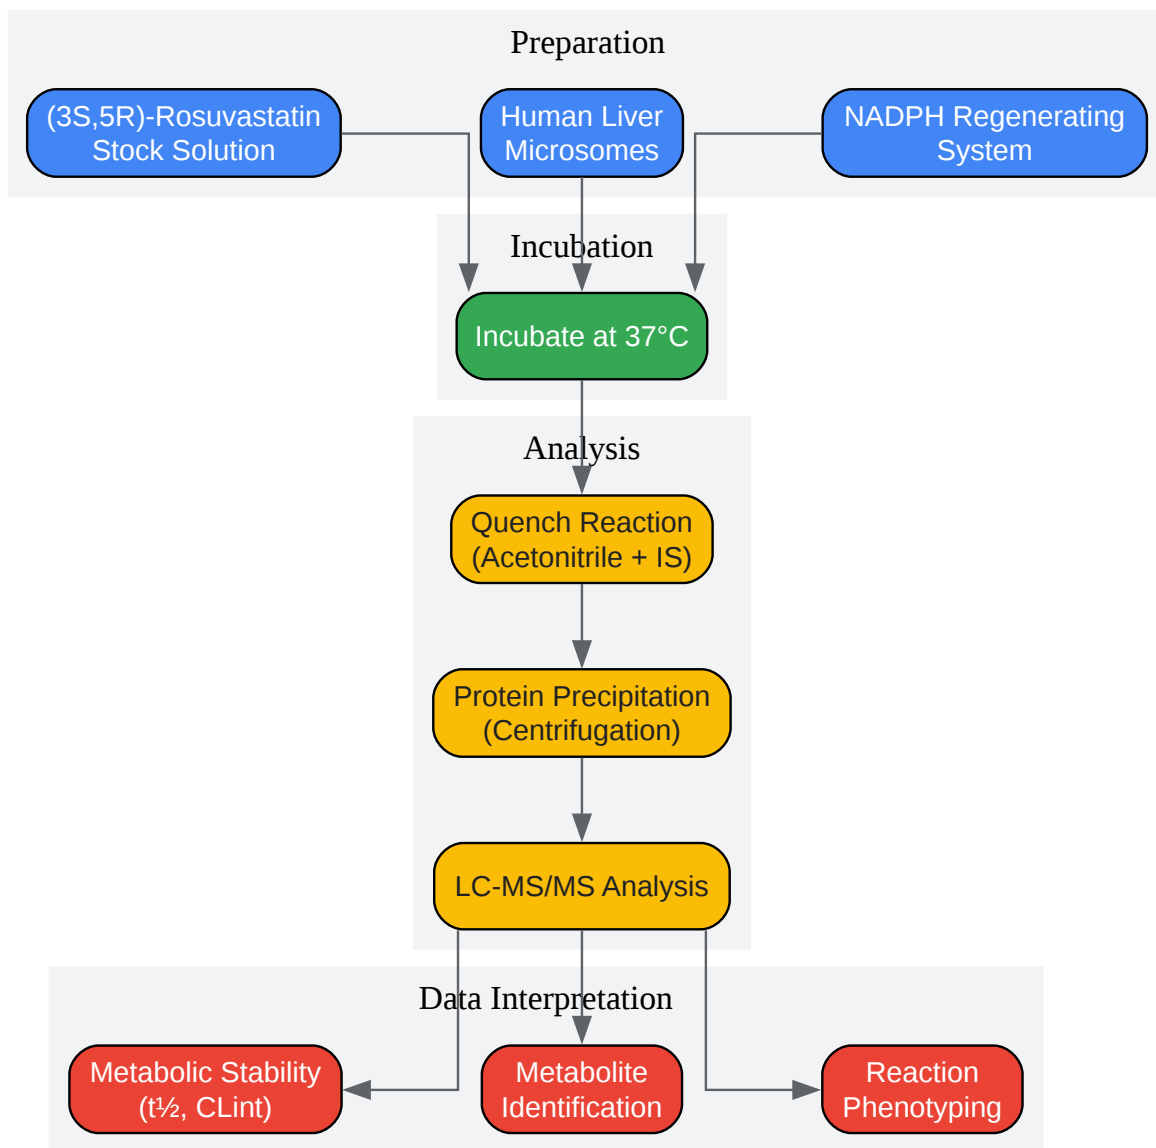 Preparation
(3S,5R)-Rosuvastatin
Stock Solution
Human Liver
Microsomes
NADPH Regenerating
System
Incubation
Incubate at 37°C
Analysis
Quench Reaction
(Acetonitrile + IS)
Protein Precipitation
(Centrifugation)
LC-MS/MS Analysis
Data Interpretation
Metabolic Stability
(t½, CLint)
Metabolite
Identification
Reaction
Phenotyping